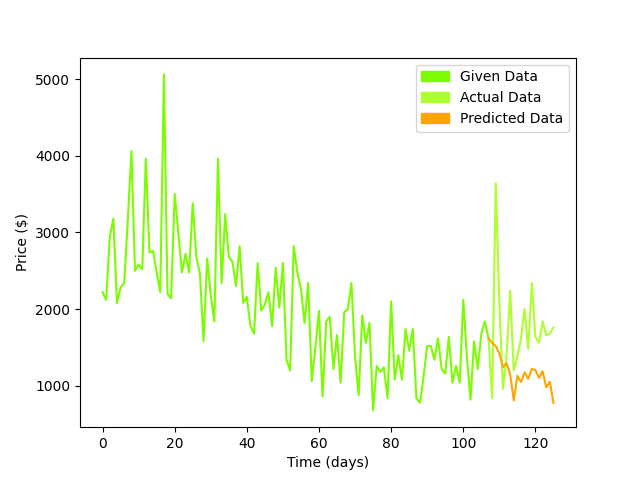 Given Data
Actual Data
Predicted Data
5000
4000
3000
2000
1000
Price ($)
0 20 40 60 80 100 120
Time (days)